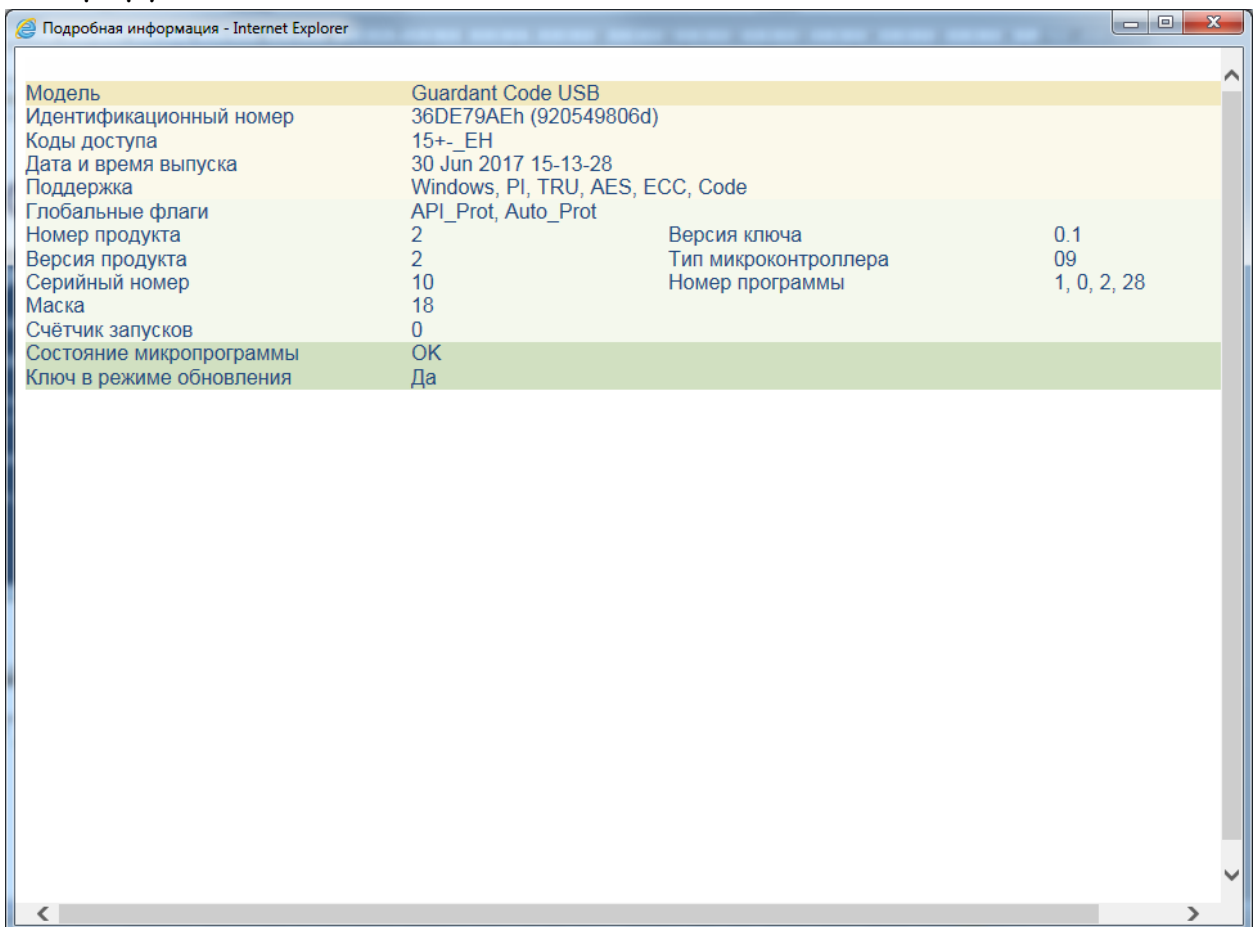 Подробная информация - Internet Explorer
Модель Guardant Code USB
Идентификационный номер 36DE79AEh (920549806d)
Коды доступа 15+-_EH
Дата и время выпуска 30 Jun 2017 15-13-28
Поддержка Windows, PI, TRU, AES, ECC, Code
Глобальные флаги API_Prot, Auto_Prot
Номер продукта 2 Версия ключа 0.1
Версия продукта 2 Тип микроконтроллера 09
Серийный номер 10 Номер программы 1, 0, 2, 28
Маска 18
Счётчик запусков 0
Состояние микропрограммы OK
Ключ в режиме обновления Да